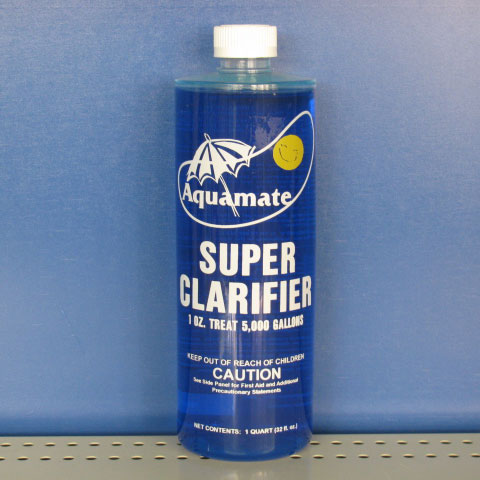 Aquamate
SUPER
CLARIFIER
1 OZ. TREAT 5,000 GALLONS
KEEP OUT OF REACH OF CHILDREN
CAUTION
See Side Panel for First Aid and Additional
Precautionary Statements
NET CONTENTS: 1 QUART (32 fl. oz.)